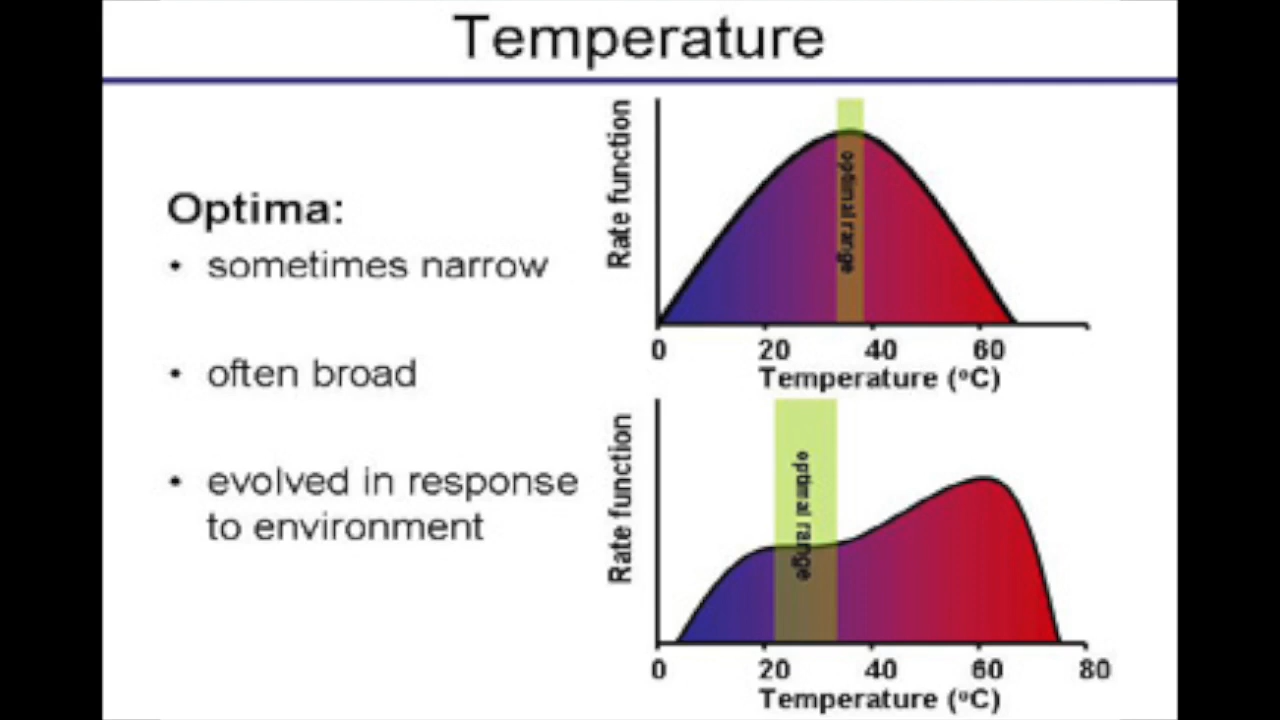 Temperature
Optima:
• sometimes narrow
• often broad
• evolved in response
to environment
Rate function
optimal range
0 20 40 60
Temperature (°C)
Rate function
optimal range
0 20 40 60 80
Temperature (°C)